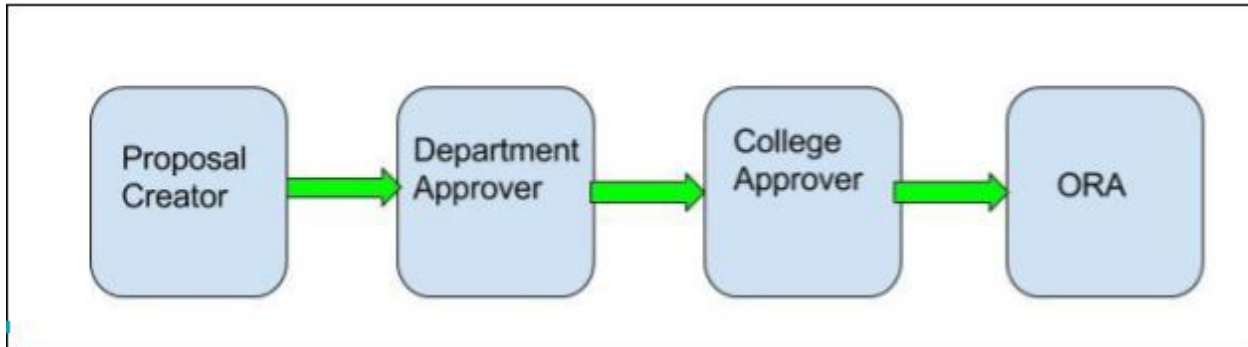 Proposal
Creator
Department
Approver
College
Approver
ORA